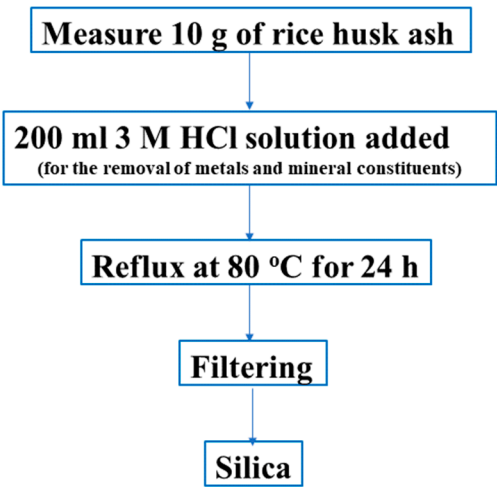 Measure 10 g of rice husk ash
200 ml 3 M HCl solution added
(for the removal of metals and mineral constituents)
Reflux at 80 ºC for 24 h
Filtering
Silica